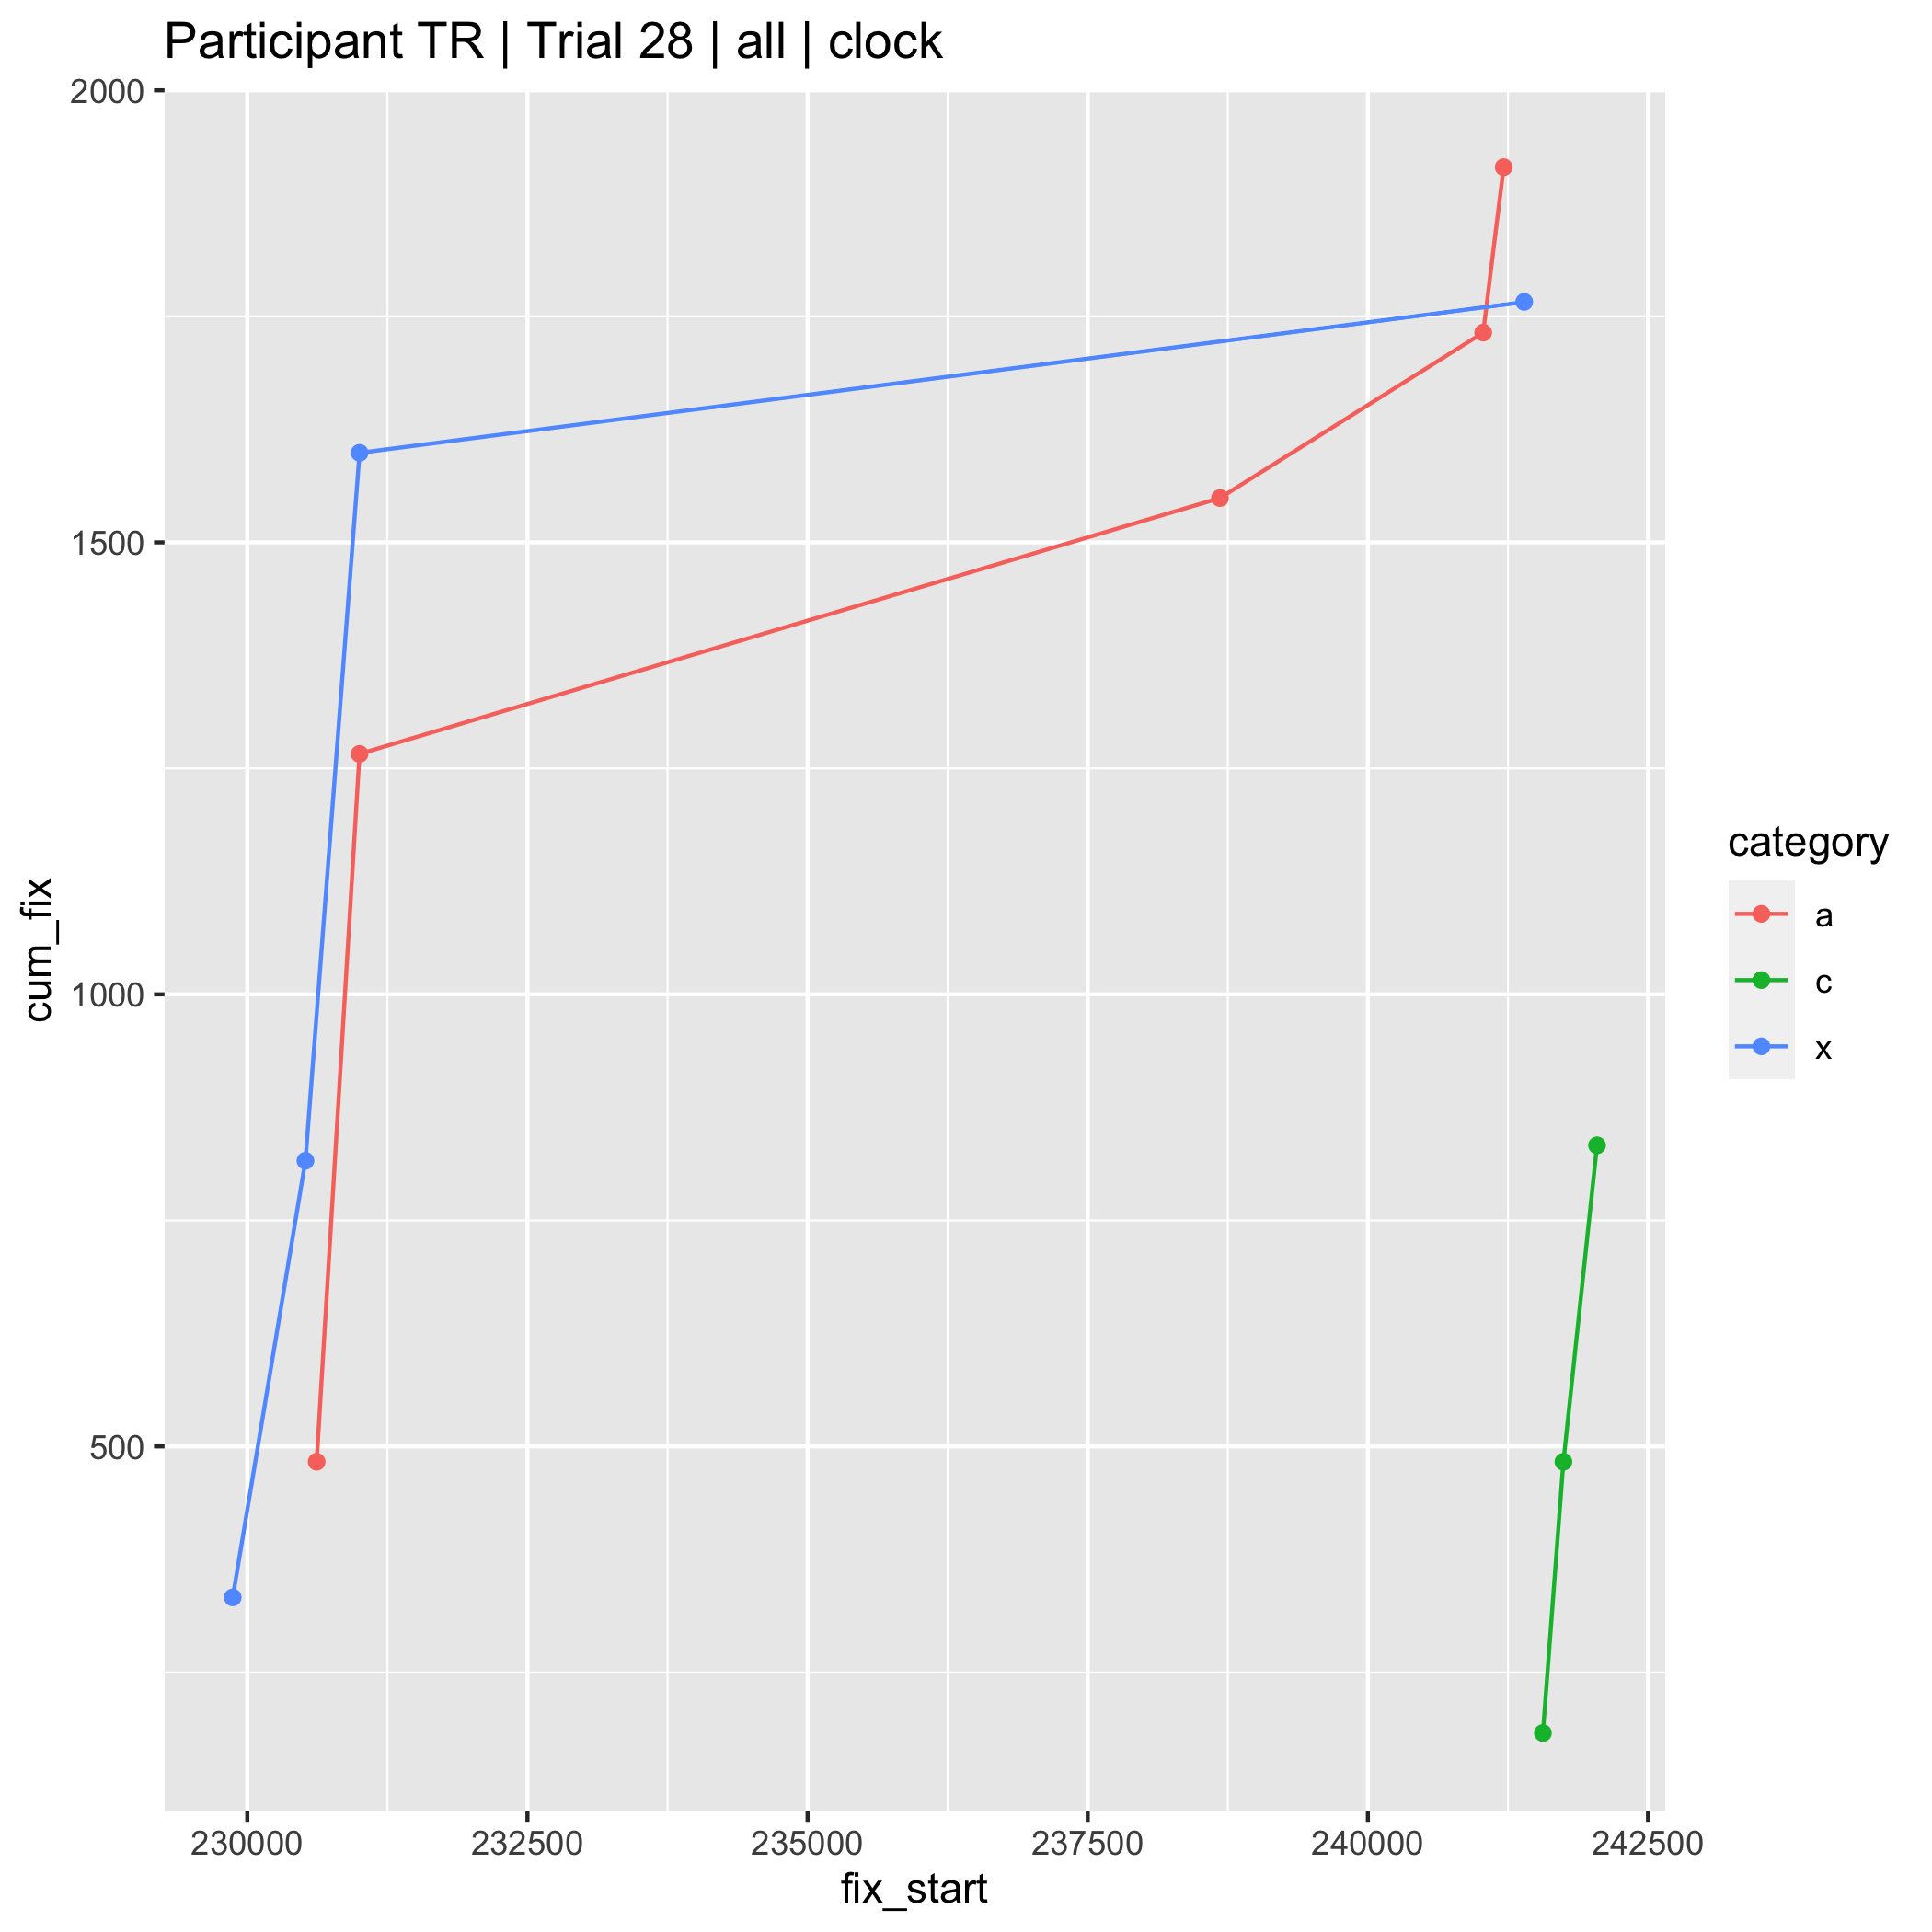 Participant TR | Trial 28 | all | clock
2000
1500
1000
500
cum_fix
230000 232500 235000 237500 240000 242500
fix_start
category
a
c
x